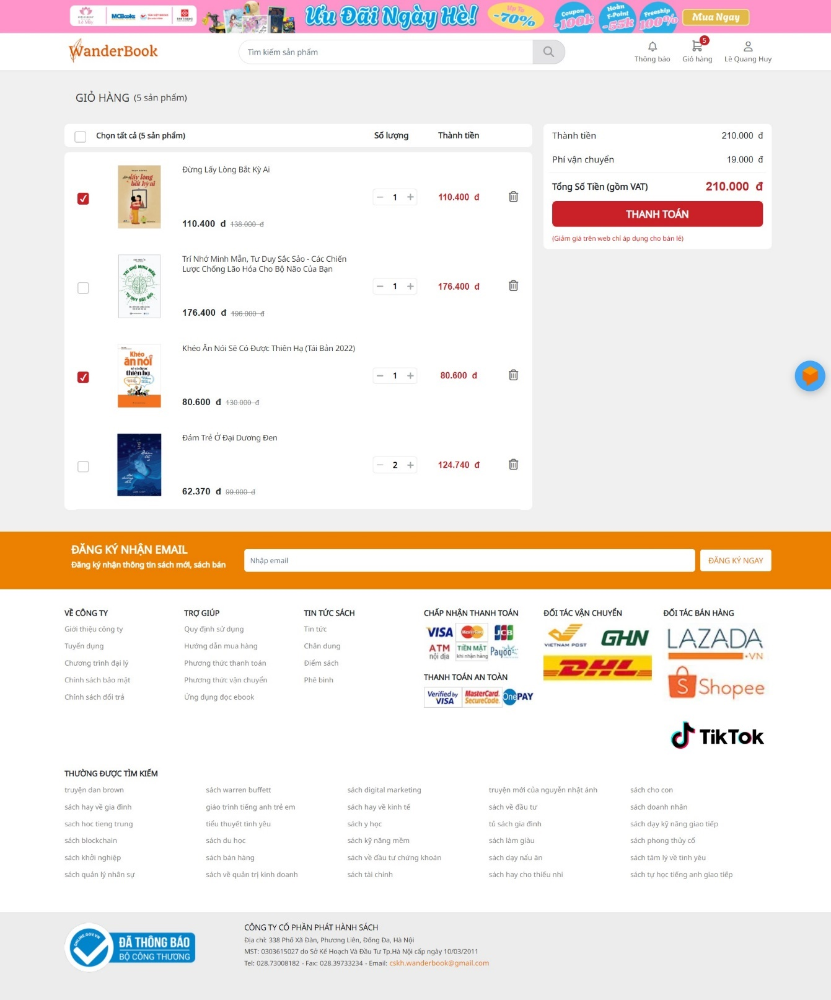 MCBooks
Ưu Đãi Ngày Hè!
Up To
-70%
Coupon
-100k
Hoàn
F-Point
-55k
Freeship
100%
Mua Ngay
WanderBook
Tìm kiếm sản phẩm
Thông báo
5
Giỏ hàng
Lê Quang Huy
GIỎ HÀNG (5 sản phẩm)
Chọn tất cả (5 sản phẩm)
Số lượng
Thành tiền
Đừng Lấy Lòng Bất Kỳ Ai
lấy lòng
bất kỳ ai
1
110.400 đ
110.400 đ 138.000 đ
Trí Nhớ Minh Mẫn, Tư Duy Sắc Sảo - Các Chiến
Lược Chống Lão Hóa Cho Bộ Não Của Bạn
TRÍ NHỚ MINH MẪN,
TƯ DUY SẮC SẢO
1
176.400 đ
176.400 đ 196.000 đ
Khéo Ăn Nói Sẽ Có Được Thiên Hạ (Tái Bản 2022)
Khéo
ăn nói
sẽ có được
thiên hạ
1
80.600 đ
80.600 đ 130.000 đ
Đám Trẻ Ở Đại Dương Đen
2
124.740 đ
62.370 đ 99.000 đ
Thành tiền
210.000 đ
Phí vận chuyển
19.000 đ
Tổng Số Tiền (gồm VAT)
210.000 đ
THANH TOÁN
(Giảm giá trên web chỉ áp dụng cho bán lẻ)
ĐĂNG KÝ NHẬN EMAIL
Đăng ký nhận thông tin sách mới, sách bán
Nhập email
ĐĂNG KÝ NGAY
VỀ CÔNG TY
Giới thiệu công ty
Tuyển dụng
Chương trình đại lý
Chính sách bảo mật
Chính sách đổi trả
TRỢ GIÚP
Quy định sử dụng
Hướng dẫn mua hàng
Phương thức thanh toán
Phương thức vận chuyển
Ứng dụng đọc ebook
TIN TỨC SÁCH
Tin tức
Chân dung
Điểm sách
Phê bình
CHẤP NHẬN THANH TOÁN
VISA
MasterCard
JCB
ATM
nội địa
TIỀN MẶT
khi nhận hàng
Payoo
THANH TOÁN AN TOÀN
Verified by
VISA
MasterCard.
SecureCode.
OnePAY
ĐỐI TÁC VẬN CHUYỂN
VIETNAM POST
GHN
DHL
ĐỐI TÁC BÁN HÀNG
LAZADA
.VN
Shopee
TikTok
THƯỜNG ĐƯỢC TÌM KIẾM
truyện dan brown
sách warren buffett
sách digital marketing
truyện mới của nguyễn nhật ánh
sách cho con
sách hay về gia đình
giáo trình tiếng anh trẻ em
sách hay về kinh tế
sách về đầu tư
sách doanh nhân
sach hoc tieng trung
tiểu thuyết tình yêu
sách y học
tủ sách gia đình
sách dạy kỹ năng giao tiếp
sách blockchain
sách du học
sách kỹ năng mềm
sách làm giàu
sách phong thủy cổ
sách khởi nghiệp
sách bán hàng
sách về đầu tư chứng khoán
sách dạy nấu ăn
sách tâm lý về tình yêu
sách quản lý nhân sự
sách về quản trị kinh doanh
sách tài chính
sách hay cho thiếu nhi
sách tự học tiếng anh giao tiếp
ONLINE.GOV.VN
ĐÃ THÔNG BÁO
BỘ CÔNG THƯƠNG
CÔNG TY CỔ PHẦN PHÁT HÀNH SÁCH
Địa chỉ: 338 Phố Xã Đàn, Phương Liên, Đống Đa, Hà Nội
MST: 0303615027 do Sở Kế Hoạch Và Đầu Tư Tp.Hà Nội cấp ngày 10/03/2011
Tel: 028.73008182 - Fax: 028.39733234 - Email: cskh.wanderbook@gmail.com